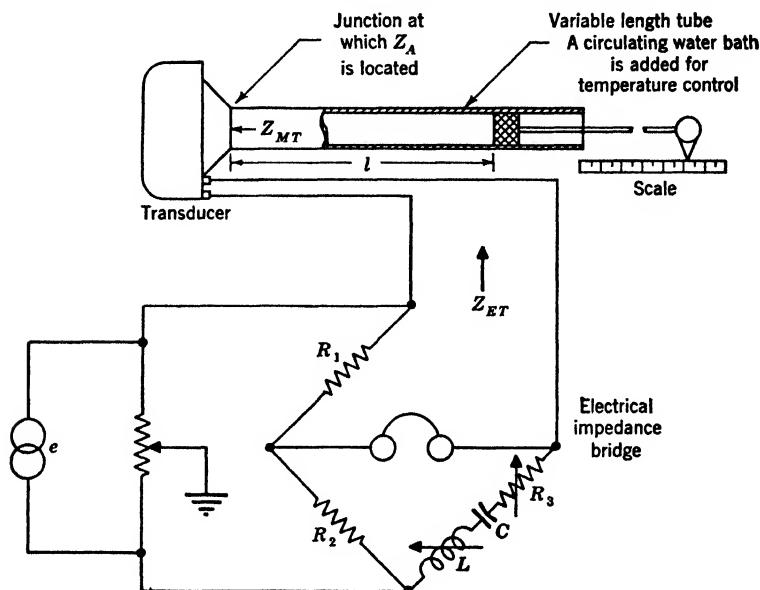 Junction at
which Z_A
is located
Variable length tube
A circulating water bath
is added for
temperature control
Z_MT
l
Scale
Transducer
Z_ET
R_1
e
Electrical
impedance
bridge
R_2
R_3
C
L